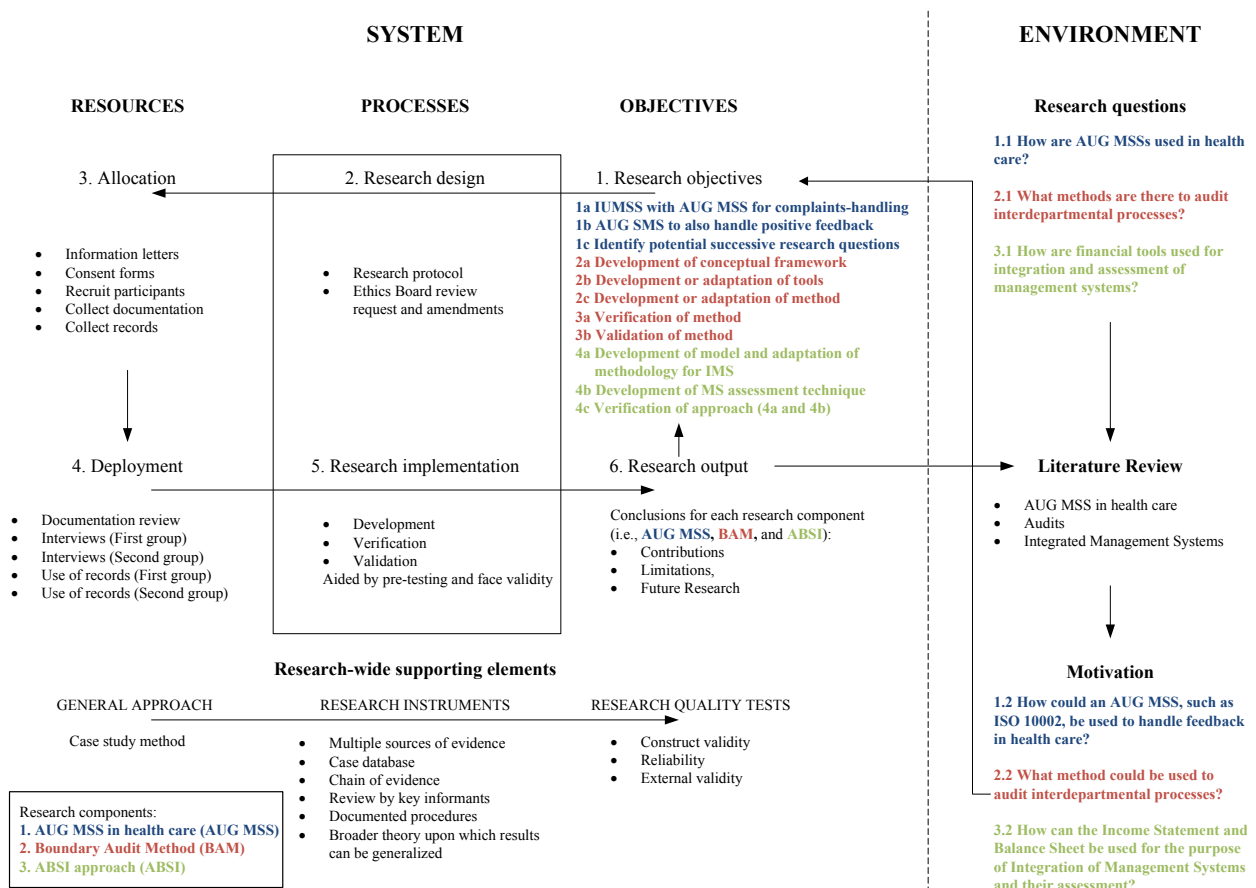 SYSTEM
ENVIRONMENT
RESOURCES
PROCESSES
OBJECTIVES
Research questions
3. Allocation
2. Research design
1. Research objectives
• Information letters
• Consent forms
• Recruit participants
• Collect documentation
• Collect records
• Research protocol
• Ethics Board review
request and amendments
1a IUMSS with AUG MSS for complaints-handling
1b AUG SMS to also handle positive feedback
1c Identify potential successive research questions
2a Development of conceptual framework
2b Development or adaptation of tools
2c Development or adaptation of method
3a Verification of method
3b Validation of method
4a Development of model and adaptation of
methodology for IMS
4b Development of MS assessment technique
4c Verification of approach (4a and 4b)
1.1 How are AUG MSSs used in health
care?
2.1 What methods are there to audit
interdepartmental processes?
3.1 How are financial tools used for
integration and assessment of
management systems?
4. Deployment
5. Research implementation
6. Research output
Literature Review
• Documentation review
• Interviews (First group)
• Interviews (Second group)
• Use of records (First group)
• Use of records (Second group)
• Development
• Verification
• Validation
Aided by pre-testing and face validity
Conclusions for each research component
(i.e., AUG MSS, BAM, and ABSI):
• Contributions
• Limitations,
• Future Research
• AUG MSS in health care
• Audits
• Integrated Management Systems
Research-wide supporting elements
GENERAL APPROACH
RESEARCH INSTRUMENTS
RESEARCH QUALITY TESTS
Case study method
• Multiple sources of evidence
• Case database
• Chain of evidence
• Review by key informants
• Documented procedures
• Broader theory upon which results
can be generalized
• Construct validity
• Reliability
• External validity
Motivation
1.2 How could an AUG MSS, such as
ISO 10002, be used to handle feedback
in health care?
2.2 What method could be used to
audit interdepartmental processes?
3.2 How can the Income Statement and
Balance Sheet be used for the purpose
of Integration of Management Systems
and their assessment?
Research components:
1. AUG MSS in health care (AUG MSS)
2. Boundary Audit Method (BAM)
3. ABSI approach (ABSI)